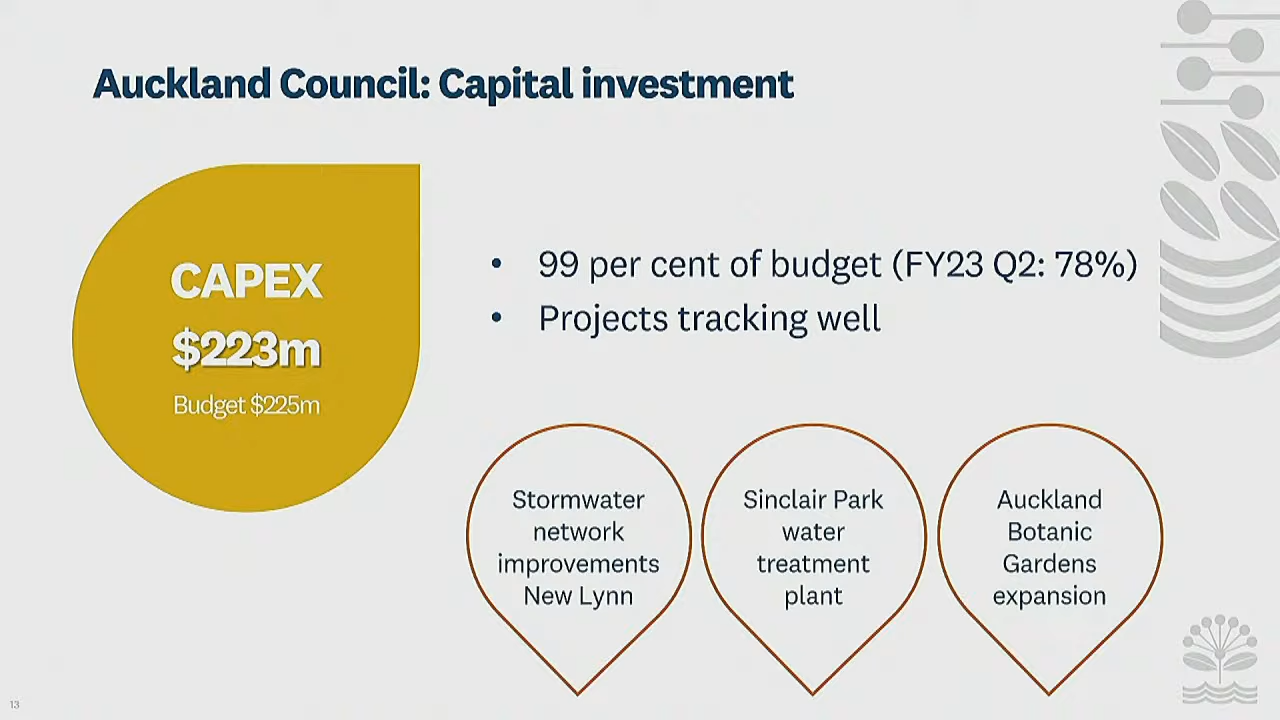 Auckland Council: Capital investment
CAPEX
$223m
Budget $225m
• 99 per cent of budget (FY23 Q2: 78%)
• Projects tracking well
Stormwater
network
improvements
New Lynn
Sinclair Park
water
treatment
plant
Auckland
Botanic
Gardens
expansion
13